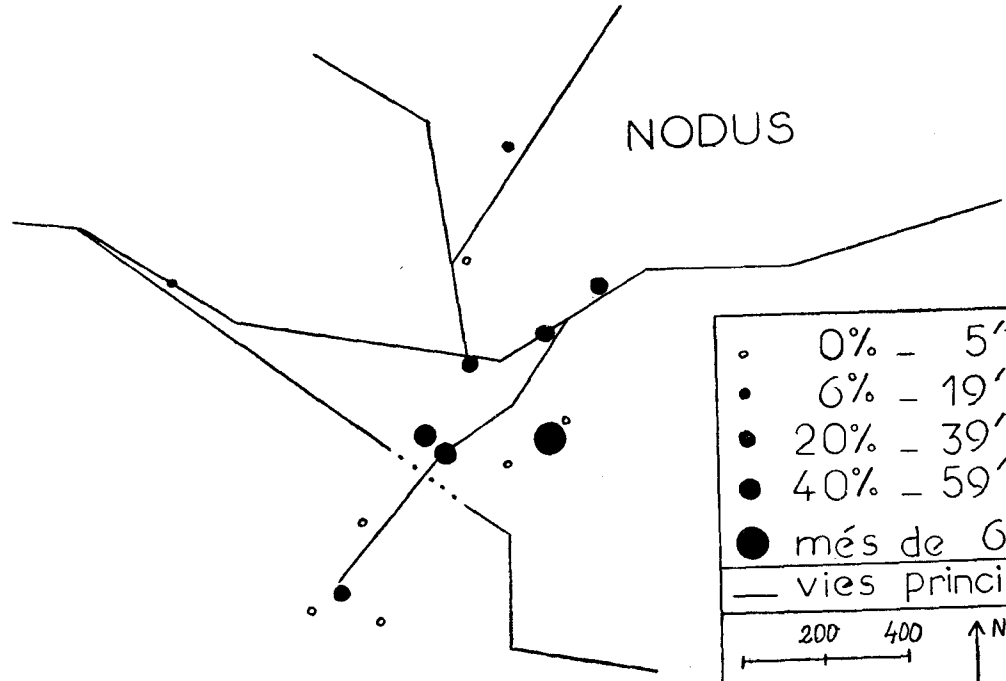 NODUS
0% - 5'
6% - 19'
20% - 39'
40% - 59'
més de 6
vies princi
200 400
N